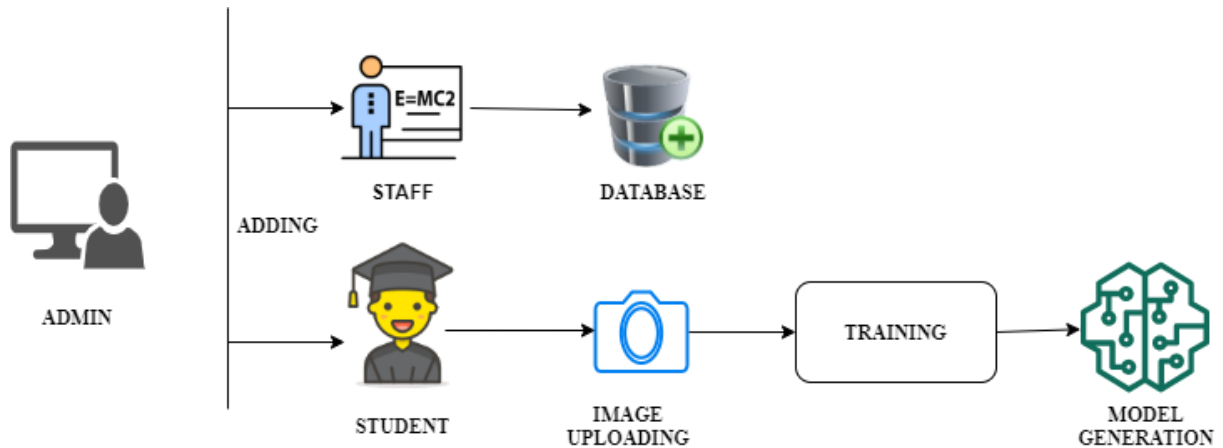 E=MC2
STAFF
DATABASE
ADDING
ADMIN
TRAINING
STUDENT
IMAGE
UPLOADING
MODEL
GENERATION